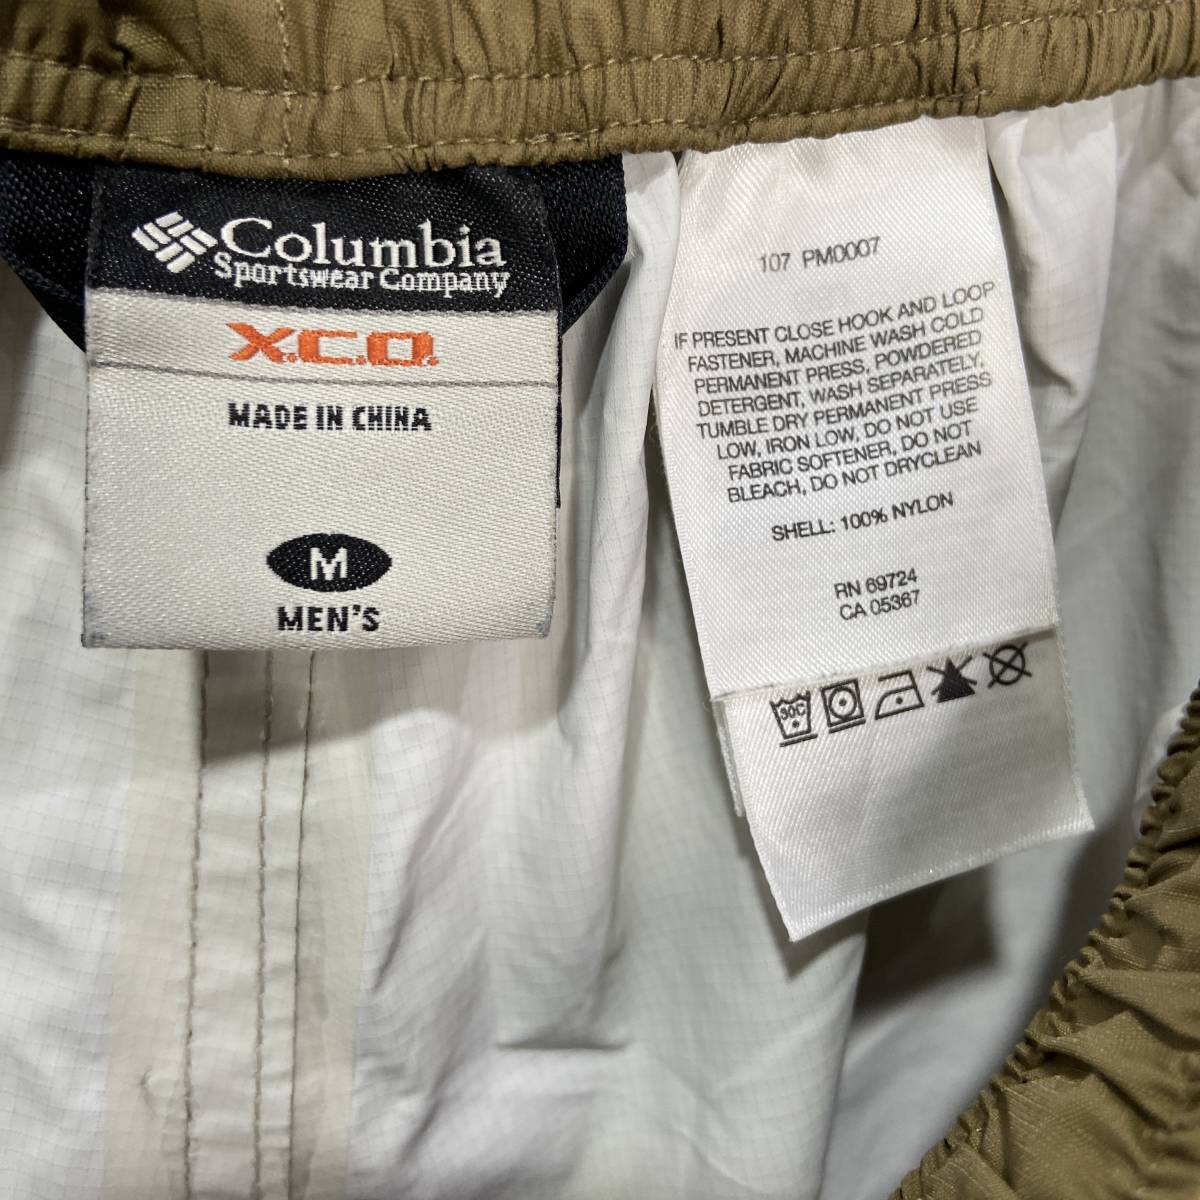 Columbia
Sportswear Company
X.C.O.
MADE IN CHINA
M
MEN'S
107 PM0007
IF PRESENT CLOSE HOOK AND LOOP
FASTENER, MACHINE WASH COLD
PERMANENT PRESS, POWDERED
DETERGENT, WASH SEPARATELY,
TUMBLE DRY PERMANENT PRESS
LOW, IRON LOW, DO NOT USE
FABRIC SOFTENER, DO NOT
BLEACH, DO NOT DRYCLEAN
SHELL: 100% NYLON
RN 69724
CA 05367
30C